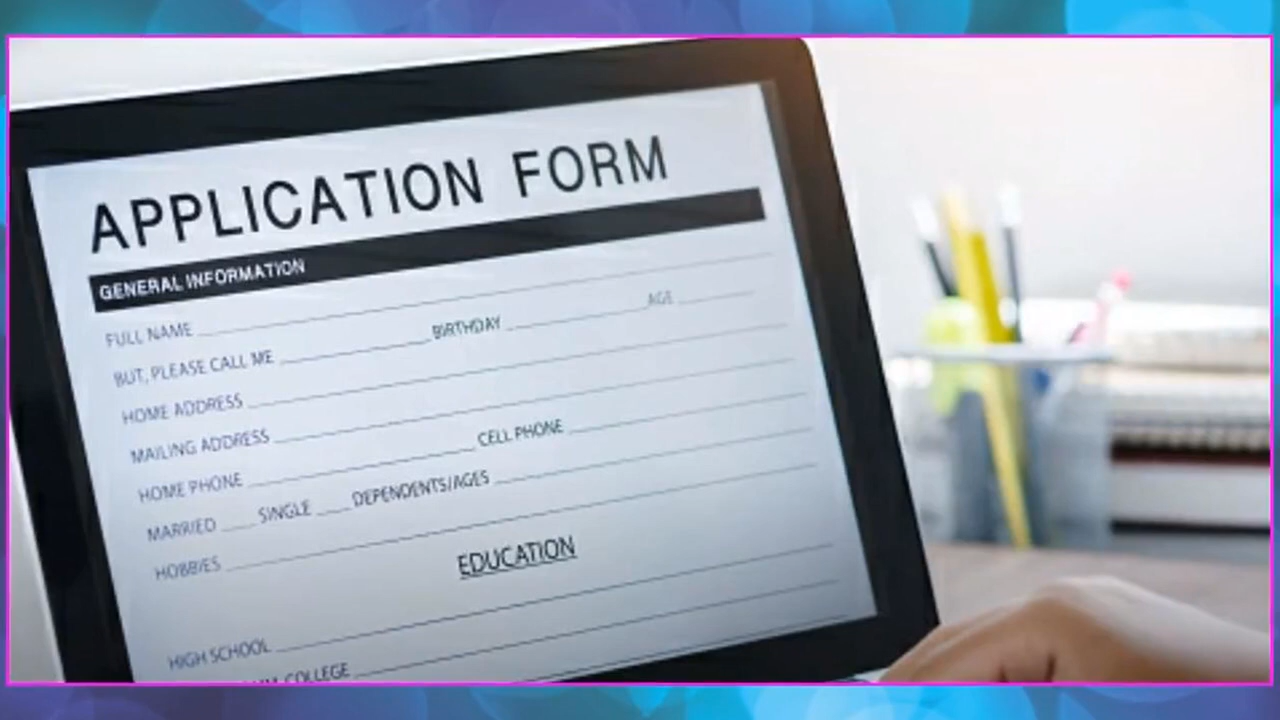 APPLICATION FORM
GENERAL INFORMATION
FULL NAME
BUT, PLEASE CALL ME BIRTHDAY AGE
HOME ADDRESS
MAILING ADDRESS
HOME PHONE CELL PHONE
MARRIED SINGLE DEPENDENTS/AGES
HOBBIES
EDUCATION
HIGH SCHOOL
COLLEGE